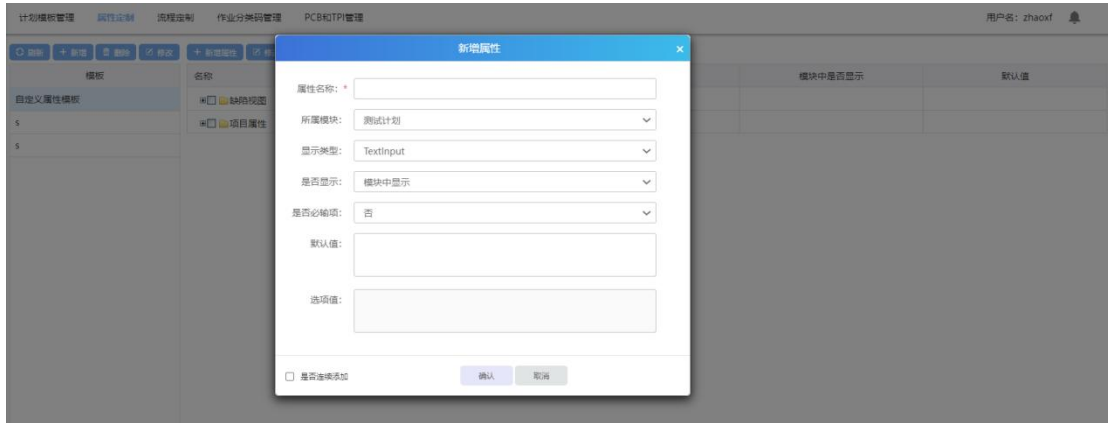 计划模板管理 属性定制 流程定制 作业分类码管理 PCB和TPI管理 用户名: zhaoxf
刷新 + 新增 删除 修改 + 新增属性
新增属性 ×
模板 名称 模块中是否显示 默认值
自定义属性模板 缺陷视图
s 项目属性
s
属性名称: *
所属模块: 测试计划
显示类型: TextInput
是否显示: 模块中显示
是否必输项: 否
默认值:
选项值:
是否连续添加 确认 取消